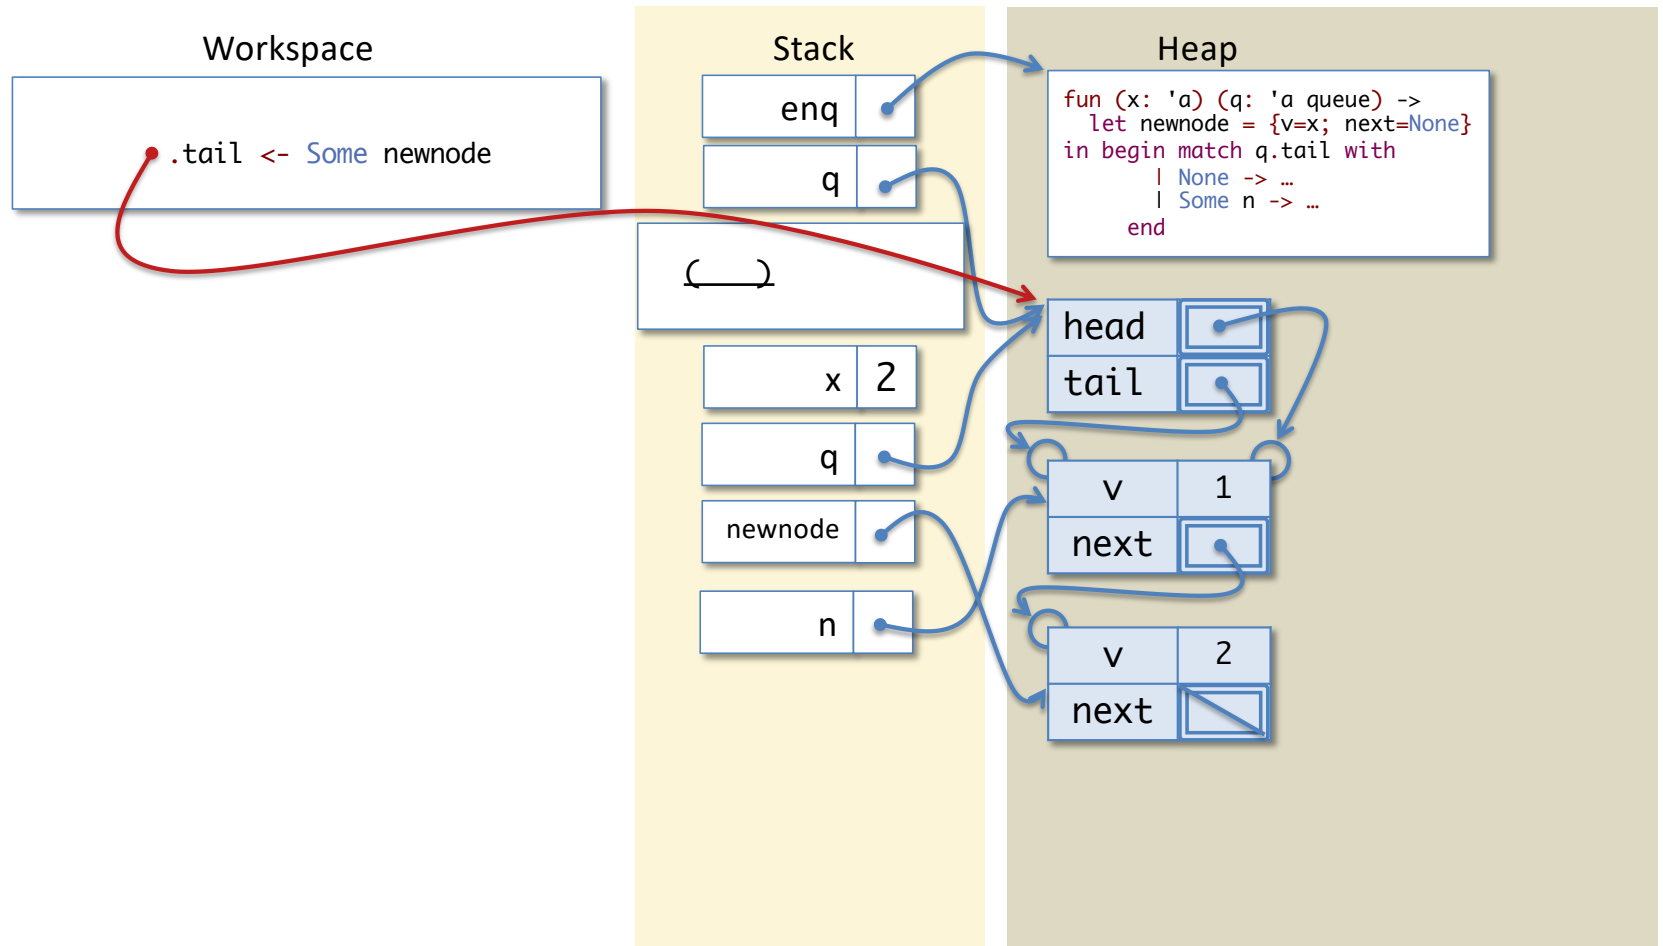 Workspace
.tail <- Some newnode
Stack
enq
q
(___)
x 2
q
newnode
n
Heap
fun (x: 'a) (q: 'a queue) ->
let newnode = {v=x; next=None}
in begin match q.tail with
| None -> …
| Some n -> …
end
head
tail
v 1
next
v 2
next